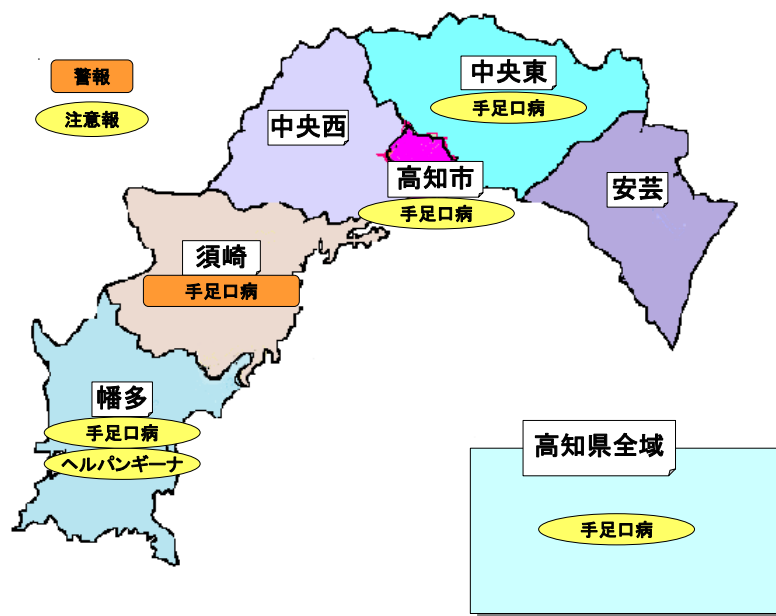 警報
注意報
中央東
手足口病
中央西
高知市
手足口病
安芸
須崎
手足口病
幡多
手足口病
ヘルパンギーナ
高知県全域
手足口病